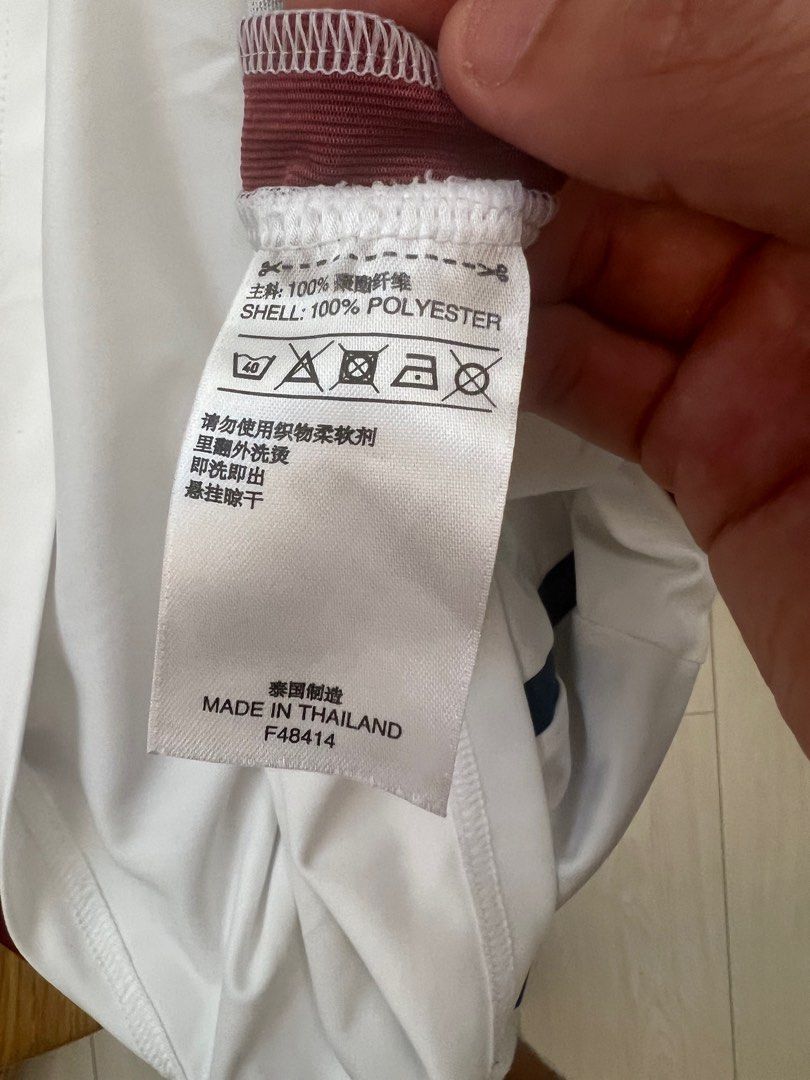 主料: 100% 聚酯纤维
SHELL: 100% POLYESTER
40
请勿使用织物柔软剂
里翻外洗烫
即洗即出
悬挂晾干
泰国制造
MADE IN THAILAND
F48414